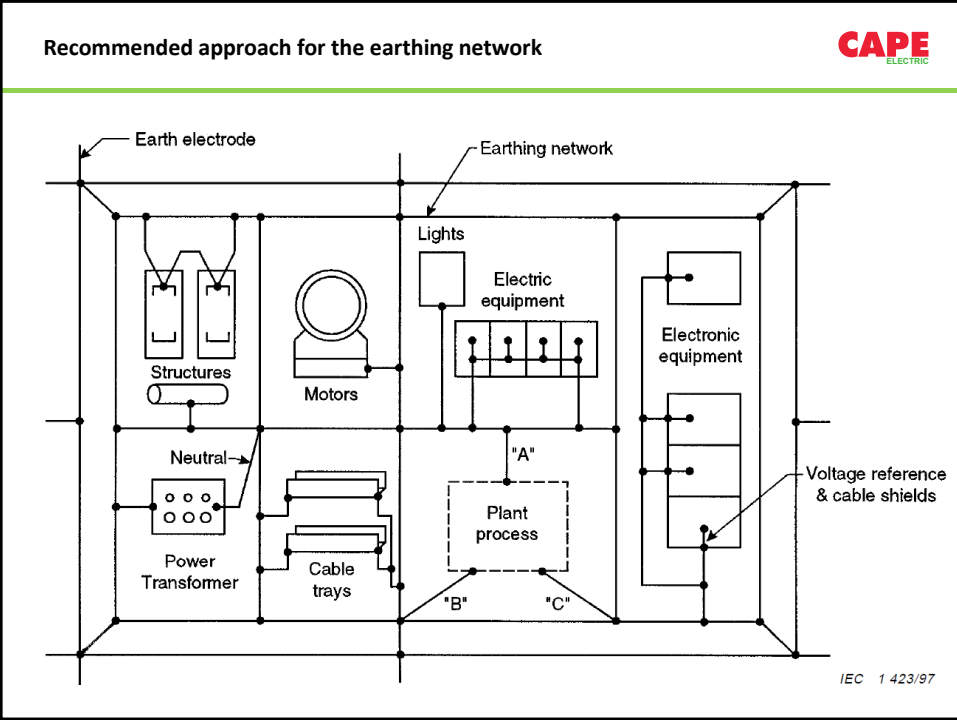 Recommended approach for the earthing network
CAPE
ELECTRIC
Earth electrode
Earthing network
Lights
Electric
equipment
Electronic
equipment
Structures
Motors
Neutral
"A"
Voltage reference
& cable shields
Plant
process
Power
Transformer
Cable
trays
"B"
"C"
IEC 1 423/97